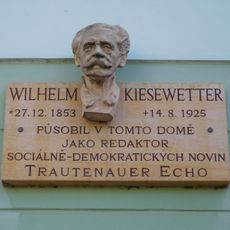 WILHELM KIESEWETTER
*27.12.1853 +14.8.1925
PŮSOBIL V TOMTO DOMĚ
JAKO REDAKTOR
SOCIÁLNĚ-DEMOKRATICKÝCH NOVIN
TRAUTENAUER ECHO